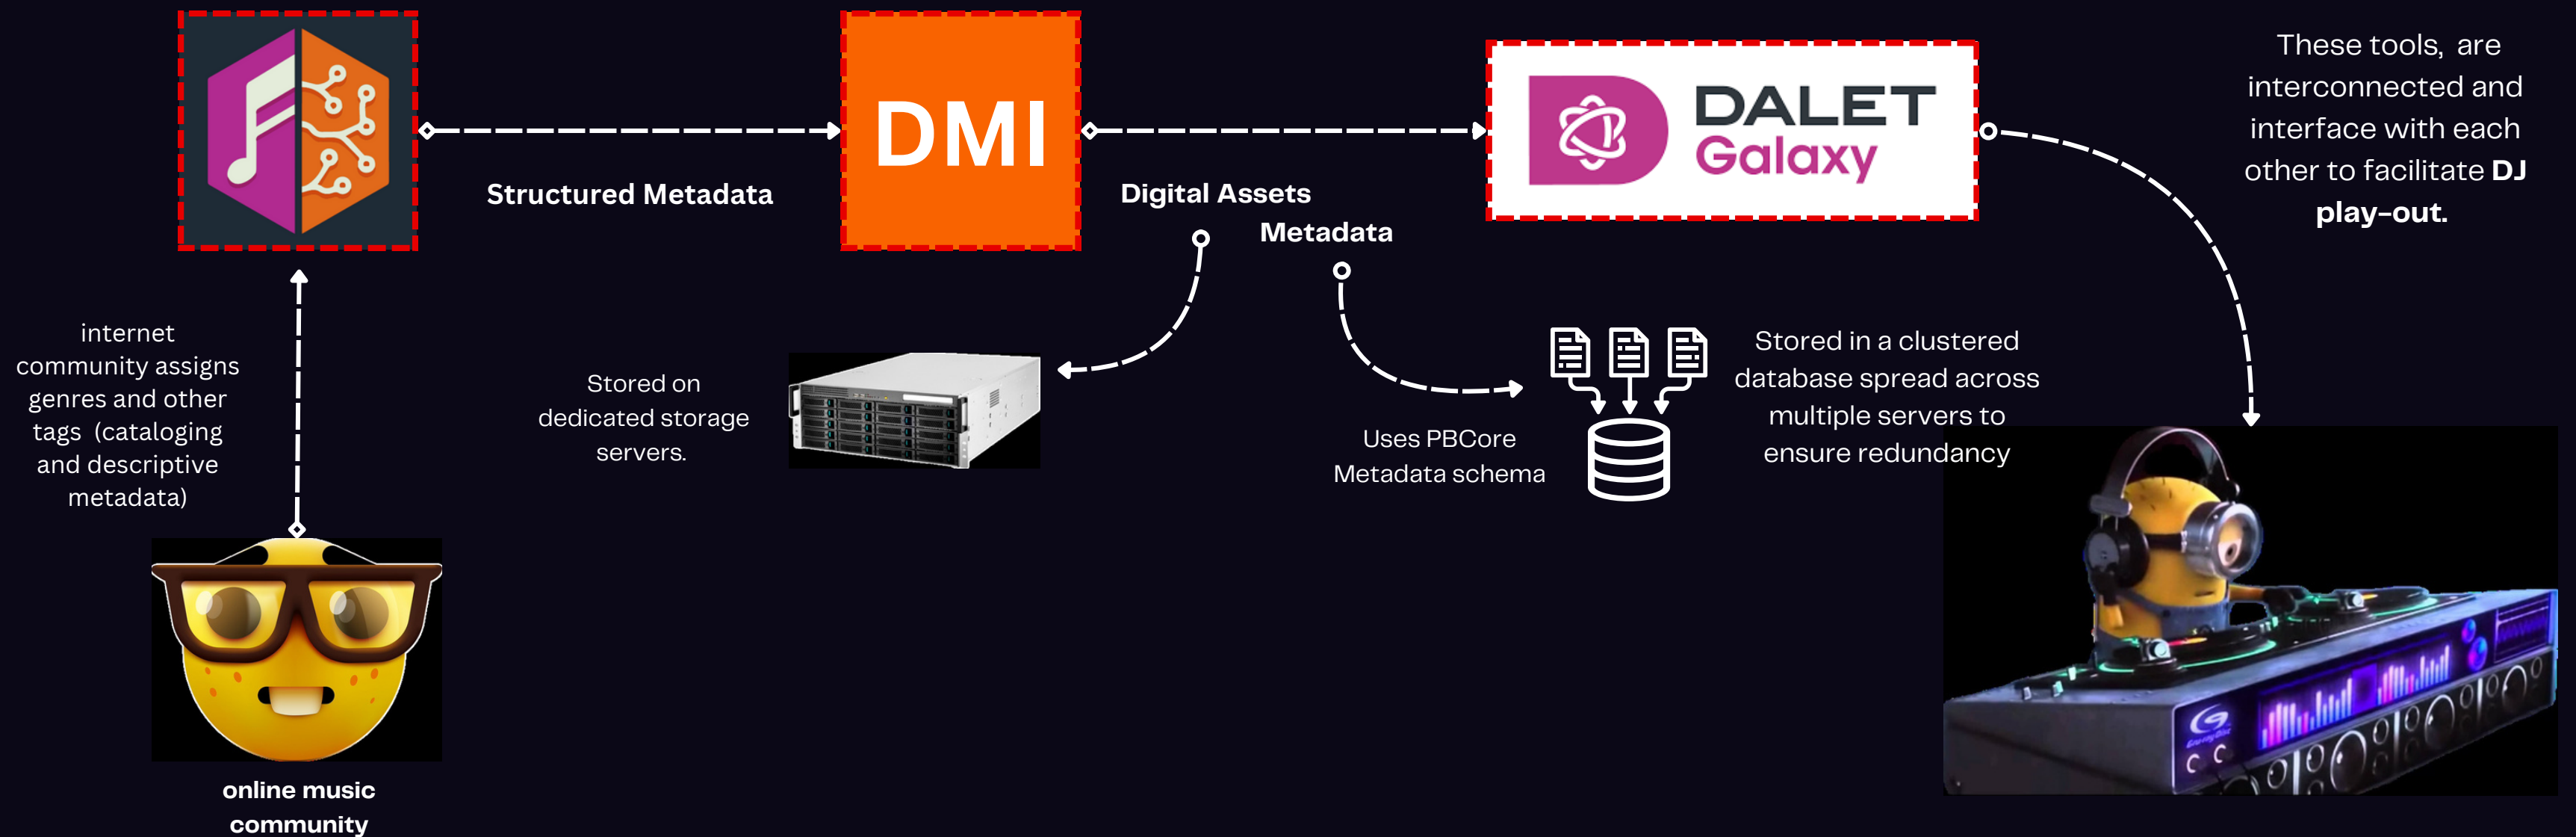 DMI
DALET
Galaxy
These tools, are
interconnected and
interface with each
other to facilitate DJ
play-out.
Structured Metadata
Digital Assets
Metadata
internet
community assigns
genres and other
tags (cataloging
and descriptive
metadata)
Stored on
dedicated storage
servers.
Uses PBCore
Metadata schema
Stored in a clustered
database spread across
multiple servers to
ensure redundancy
online music
community